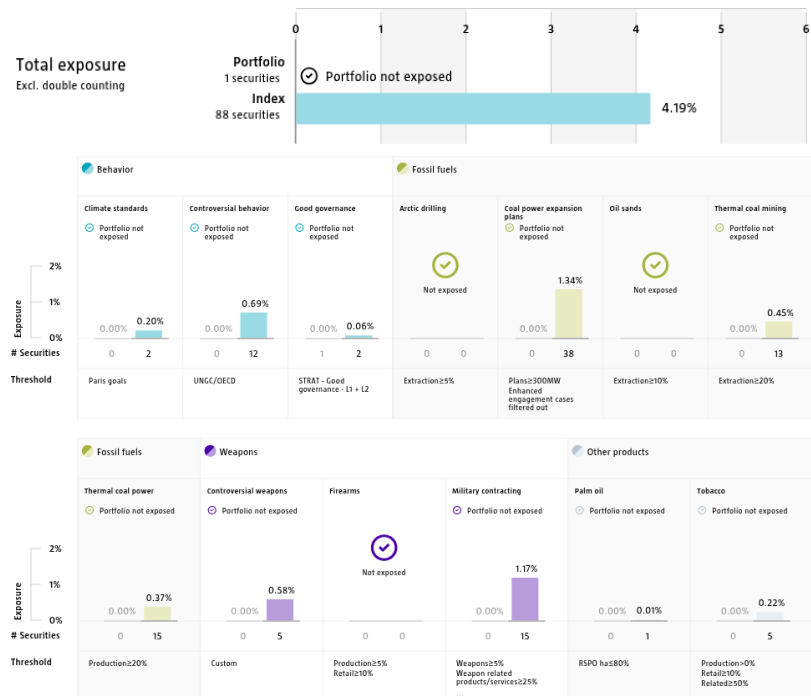 0 1 2 3 4 5 6
Total exposure
Excl. double counting
Portfolio
1 securities
Portfolio not exposed
Index
88 securities
4.19%
Behavior
Fossil fuels
Climate standards
Controversial behavior
Good governance
Arctic drilling
Coal power expansion
plans
Oil sands
Thermal coal mining
Portfolio not
exposed
Portfolio not
exposed
Portfolio not
exposed
Portfolio not
exposed
Portfolio not
exposed
Not exposed
Not exposed
Exposure
2%
1%
0%
0.00% 0.20%
0.00% 0.69%
0.00% 0.06%
0.00% 1.34%
0.00% 0.45%
# Securities
0 2
0 12
1 2
0 0
0 38
0 0
0 13
Threshold
Paris goals
UNGC/OECD
STRAT - Good
governance - L1 + L2
Extraction≥5%
Plans≥300MW
Enhanced
engagement cases
filtered out
Extraction≥10%
Extraction≥20%
Fossil fuels
Weapons
Other products
Thermal coal power
Controversial weapons
Firearms
Military contracting
Palm oil
Tobacco
Portfolio not exposed
Portfolio not exposed
Portfolio not exposed
Portfolio not exposed
Portfolio not exposed
Not exposed
Exposure
2%
1%
0%
0.00% 0.37%
0.00% 0.58%
0.00% 1.17%
0.00% 0.01%
0.00% 0.22%
# Securities
0 15
0 5
0 0
0 15
0 1
0 5
Threshold
Production≥20%
Custom
Production≥5%
Retail≥10%
Weapons≥5%
Weapon related
products/services≥25%
RSPO ha≤80%
Production>0%
Retail≥10%
Related≥50%